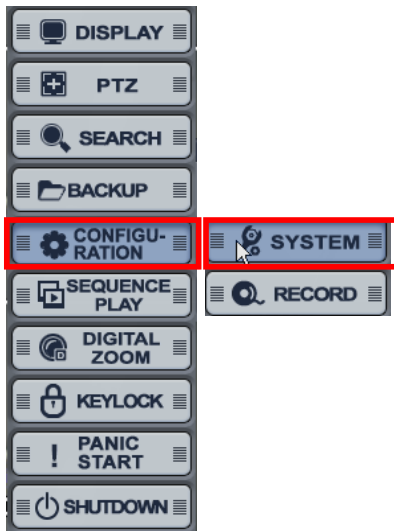 DISPLAY
PTZ
SEARCH
BACKUP
CONFIGU-
RATION
SYSTEM
SEQUENCE
PLAY
RECORD
DIGITAL
ZOOM
KEYLOCK
PANIC
START
SHUTDOWN